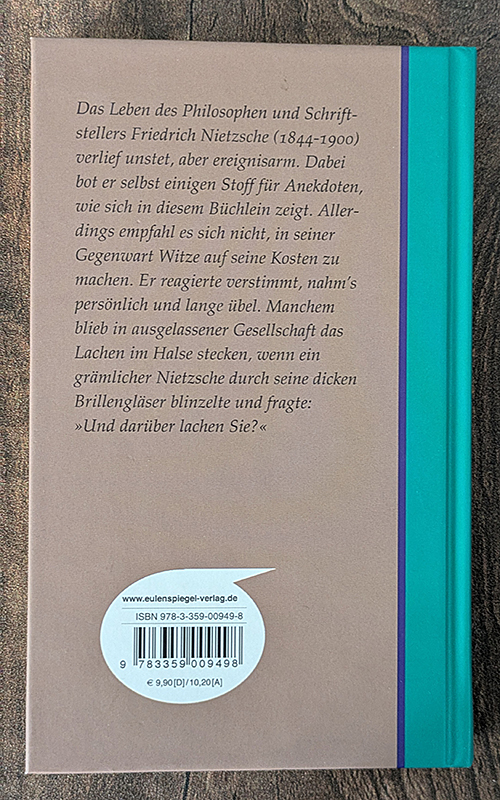 Das Leben des Philosophen und Schrift-
stellers Friedrich Nietzsche (1844-1900)
verlief unstet, aber ereignisarm. Dabei
bot er selbst einigen Stoff für Anekdoten,
wie sich in diesem Büchlein zeigt. Aller-
dings empfahl es sich nicht, in seiner
Gegenwart Witze auf seine Kosten zu
machen. Er reagierte verstimmt, nahm's
persönlich und lange übel. Manchem
blieb in ausgelassener Gesellschaft das
Lachen im Halse stecken, wenn ein
grämlicher Nietzsche durch seine dicken
Brillengläser blinzelte und fragte:
»Und darüber lachen Sie?«
www.eulenspiegel-verlag.de
ISBN 978-3-359-00949-8
9 783359 009498
€ 9,90 [D] / 10,20 [A]